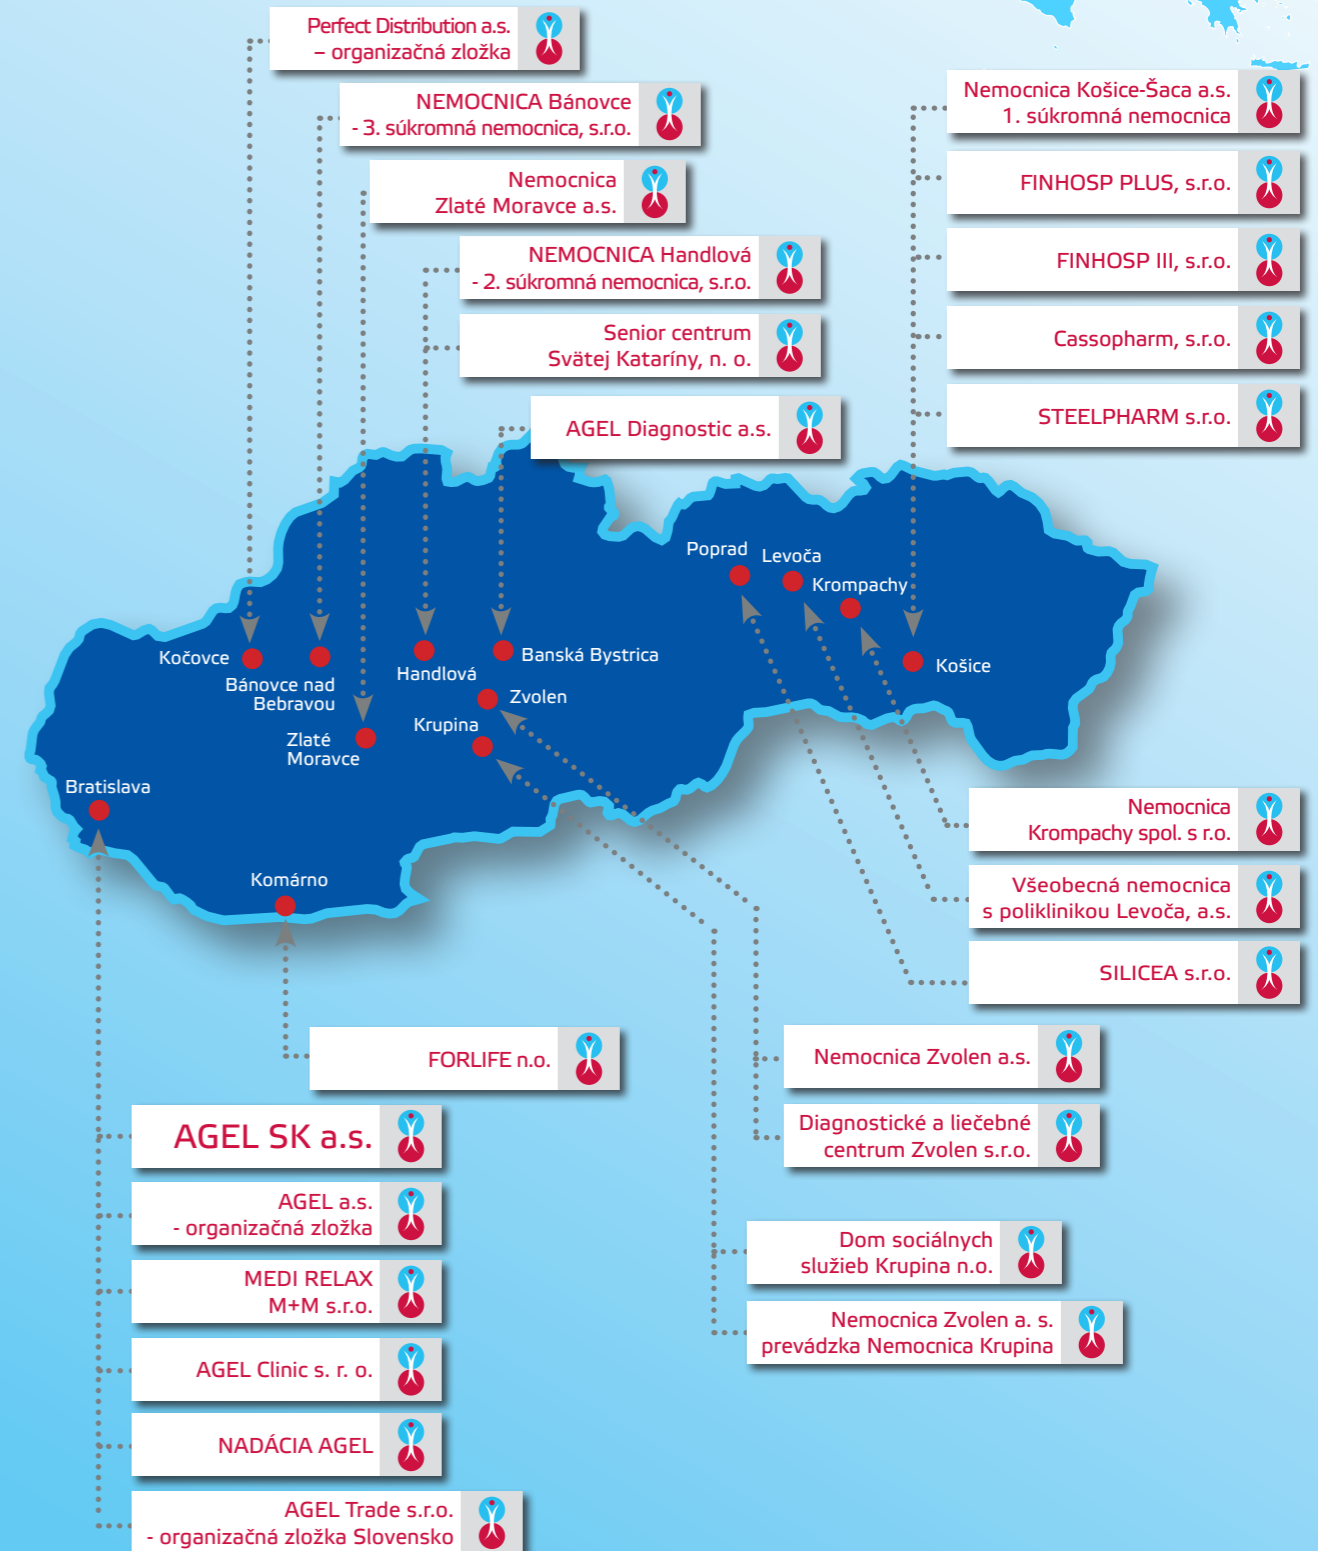 Perfect Distribution a.s.
– organizačná zložka
NEMOCNICA Bánovce
- 3. súkromná nemocnica, s.r.o.
Nemocnica
Zlaté Moravce a.s.
NEMOCNICA Handlová
- 2. súkromná nemocnica, s.r.o.
Senior centrum
Svätej Kataríny, n. o.
AGEL Diagnostic a.s.
Nemocnica Košice-Šaca a.s.
1. súkromná nemocnica
FINHOSP PLUS, s.r.o.
FINHOSP III, s.r.o.
Cassopharm, s.r.o.
STEELPHARM s.r.o.
Poprad
Levoča
Krompachy
Košice
Kočovce
Bánovce nad
Bebravou
Handlová
Banská Bystrica
Zvolen
Krupina
Zlaté
Moravce
Bratislava
Komárno
Nemocnica
Krompachy spol. s r.o.
Všeobecná nemocnica
s poliklinikou Levoča, a.s.
SILICEA s.r.o.
FORLIFE n.o.
Nemocnica Zvolen a.s.
Diagnostické a liečebné
centrum Zvolen s.r.o.
Dom sociálnych
služieb Krupina n.o.
Nemocnica Zvolen a. s.
prevádzka Nemocnica Krupina
AGEL SK a.s.
AGEL a.s.
- organizačná zložka
MEDI RELAX
M+M s.r.o.
AGEL Clinic s. r. o.
NADÁCIA AGEL
AGEL Trade s.r.o.
- organizačná zložka Slovensko